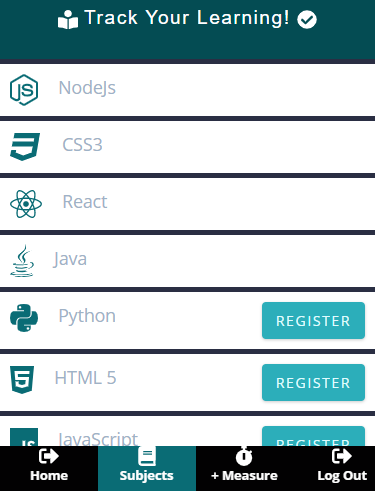 Track Your Learning!
NodeJs
CSS3
React
Java
Python REGISTER
HTML 5 REGISTER
JS JavaScript REGISTER
Home Subjects + Measure Log Out